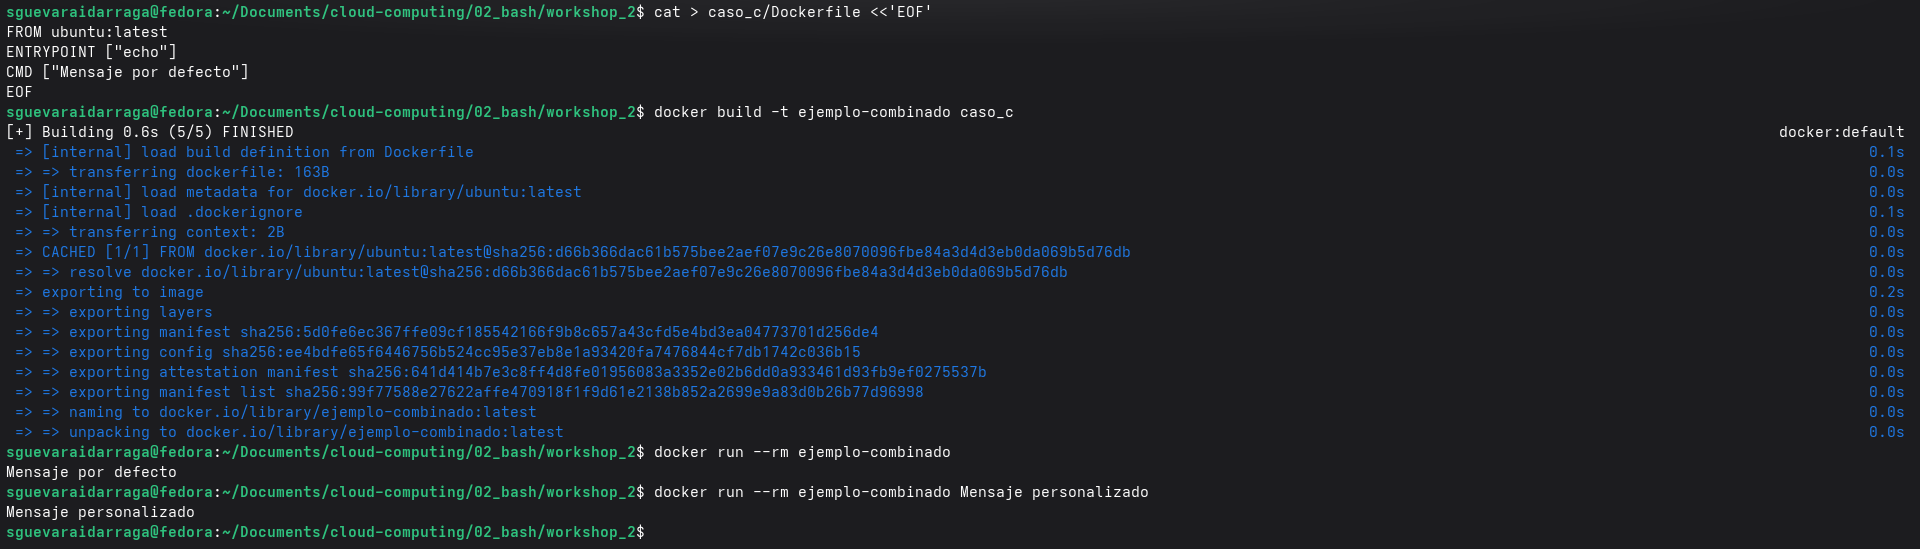 sguevaraidarraga@fedora:~/Documents/cloud-computing/02_bash/workshop_2$ cat > caso_c/Dockerfile <<'EOF'
FROM ubuntu:latest
ENTRYPOINT ["echo"]
CMD ["Mensaje por defecto"]
EOF
sguevaraidarraga@fedora:~/Documents/cloud-computing/02_bash/workshop_2$ docker build -t ejemplo-combinado caso_c
[+] Building 0.6s (5/5) FINISHED docker:default
=> [internal] load build definition from Dockerfile 0.1s
=> => transferring dockerfile: 163B 0.0s
=> [internal] load metadata for docker.io/library/ubuntu:latest 0.0s
=> [internal] load .dockerignore 0.1s
=> => transferring context: 2B 0.0s
=> CACHED [1/1] FROM docker.io/library/ubuntu:latest@sha256:d66b366dac61b575bee2aef07e9c26e8070096fbe84a3d4d3eb0da069b5d76db 0.0s
=> => resolve docker.io/library/ubuntu:latest@sha256:d66b366dac61b575bee2aef07e9c26e8070096fbe84a3d4d3eb0da069b5d76db 0.0s
=> exporting to image 0.2s
=> => exporting layers 0.0s
=> => exporting manifest sha256:5d0fe6ec367ffe09cf185542166f9b8c657a43cfd5e4bd3ea04773701d256de4 0.0s
=> => exporting config sha256:ee4bdfe65f6446756b524cc95e37eb8e1a93420fa7476844cf7db1742c036b15 0.0s
=> => exporting attestation manifest sha256:641d414b7e3c8ff4d8fe01956083a3352e02b6dd0a933461d93fb9ef0275537b 0.0s
=> => exporting manifest list sha256:99f77588e27622affe470918f1f9d61e2138b852a2699e9a83d0b26b77d96998 0.0s
=> => naming to docker.io/library/ejemplo-combinado:latest 0.0s
=> => unpacking to docker.io/library/ejemplo-combinado:latest 0.0s
sguevaraidarraga@fedora:~/Documents/cloud-computing/02_bash/workshop_2$ docker run --rm ejemplo-combinado
Mensaje por defecto
sguevaraidarraga@fedora:~/Documents/cloud-computing/02_bash/workshop_2$ docker run --rm ejemplo-combinado Mensaje personalizado
Mensaje personalizado
sguevaraidarraga@fedora:~/Documents/cloud-computing/02_bash/workshop_2$